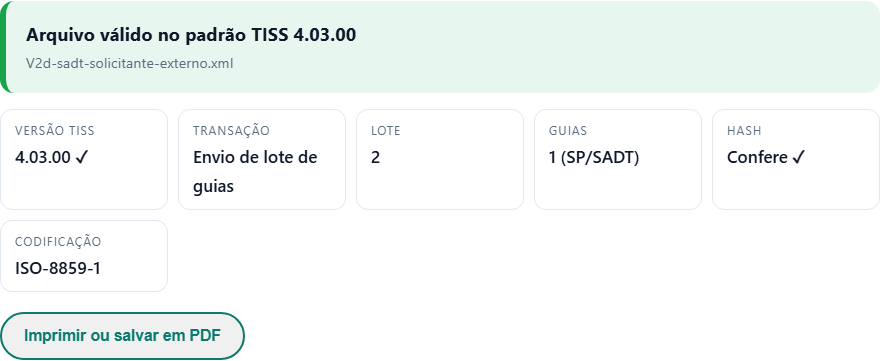 Arquivo válido no padrão TISS 4.03.00
V2d-sadt-solicitante-externo.xml
VERSÃO TISS
4.03.00 ✓
TRANSAÇÃO
Envio de lote de
guias
LOTE
2
GUIAS
1 (SP/SADT)
HASH
Confere ✓
CODIFICAÇÃO
ISO-8859-1
Imprimir ou salvar em PDF